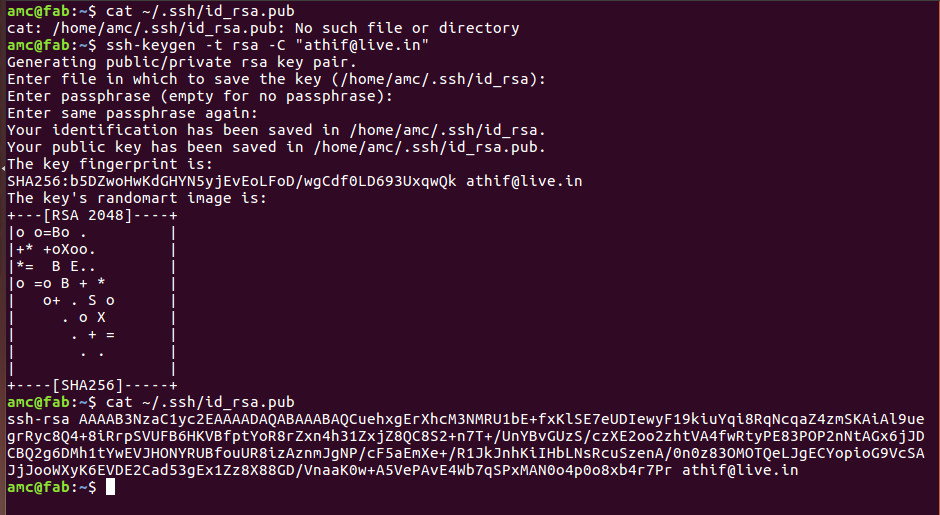 amc@fab:~$ cat ~/.ssh/id_rsa.pub
cat: /home/amc/.ssh/id_rsa.pub: No such file or directory
amc@fab:~$ ssh-keygen -t rsa -C "athif@live.in"
Generating public/private rsa key pair.
Enter file in which to save the key (/home/amc/.ssh/id_rsa):
Enter passphrase (empty for no passphrase):
Enter same passphrase again:
Your identification has been saved in /home/amc/.ssh/id_rsa.
Your public key has been saved in /home/amc/.ssh/id_rsa.pub.
The key fingerprint is:
SHA256:b5DZwoHwKdGHYN5yjEvEoLFoD/wgCdf0LD693UxqwQk athif@live.in
The key's randomart image is:
+---[RSA 2048]----+
|o o=Bo .         |
|+* +oXoo.        |
|*=  B E..        |
|o =o B + *       |
|   o+ . S o      |
|     . o X       |
|      . + =      |
|       . .       |
|                 |
+----[SHA256]-----+
amc@fab:~$ cat ~/.ssh/id_rsa.pub
ssh-rsa AAAAB3NzaC1yc2EAAAADAQABAAABAQCuehxgErXhcM3NMRU1bE+fxKlSE7eUDIewyF19kiuYqi8RqNcqaZ4zmSKAiAl9ue
grRyc8Q4+8iRrpSVUFB6HKVBfptYoR8rZxn4h31ZxjZ8QC8S2+n7T+/UnYBvGUzS/czXE2oo2zhtVA4fwRtyPE83POP2nNtAGx6jJD
CBQ2g6DMh1tYwEVJHONYRUBfouUR8izAznmJgNP/cF5aEmXe+/R1JkJnhKiIHbLNsRcuSzenA/0n0z83OMOTQeLJgECYopioG9VcSA
JjJooWXyK6EVDE2Cad53gEx1Zz8X88GD/VnaaK0w+A5VePAvE4Wb7qSPxMAN0o4p0o8xb4r7Pr athif@live.in
amc@fab:~$